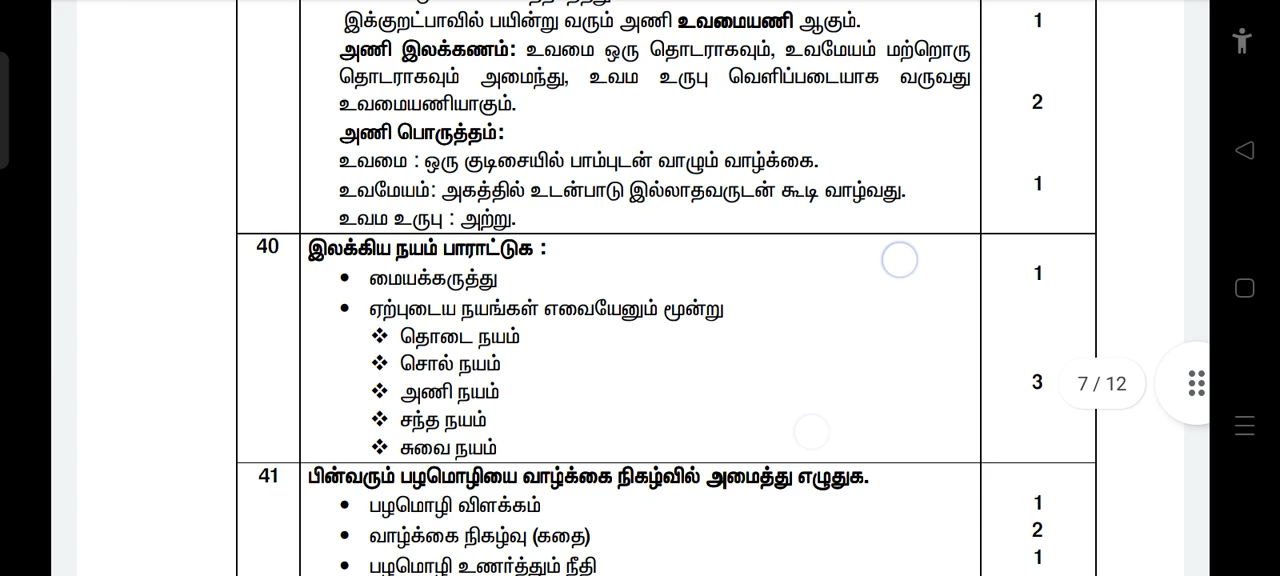 இக்குறட்பாவில் பயின்று வரும் அணி உவமையணி ஆகும். 1
அணி இலக்கணம்: உவமை ஒரு தொடராகவும், உவமேயம் மற்றொரு
தொடராகவும் அமைந்து, உவம உருபு வெளிப்படையாக வருவது
உவமையணியாகும். 2
அணி பொருத்தம்:
உவமை : ஒரு குடிசையில் பாம்புடன் வாழும் வாழ்க்கை.
உவமேயம்: அகத்தில் உடன்பாடு இல்லாதவருடன் கூடி வாழ்வது. 1
உவம உருபு : அற்று.
40 இலக்கிய நயம் பாராட்டுக :
• மையக்கருத்து 1
• ஏற்புடைய நயங்கள் எவையேனும் மூன்று
❖ தொடை நயம்
❖ சொல் நயம்
❖ அணி நயம் 3
❖ சந்த நயம்
❖ சுவை நயம்
7 / 12
41 பின்வரும் பழமொழியை வாழ்க்கை நிகழ்வில் அமைத்து எழுதுக.
• பழமொழி விளக்கம் 1
• வாழ்க்கை நிகழ்வு (கதை) 2
• பழமொழி உணர்த்தும் நீதி 1